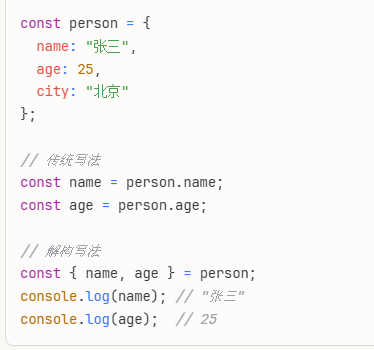 const person = {
  name: "张三",
  age: 25,
  city: "北京"
};

// 传统写法
const name = person.name;
const age = person.age;

// 解构写法
const { name, age } = person;
console.log(name); // "张三"
console.log(age);  // 25